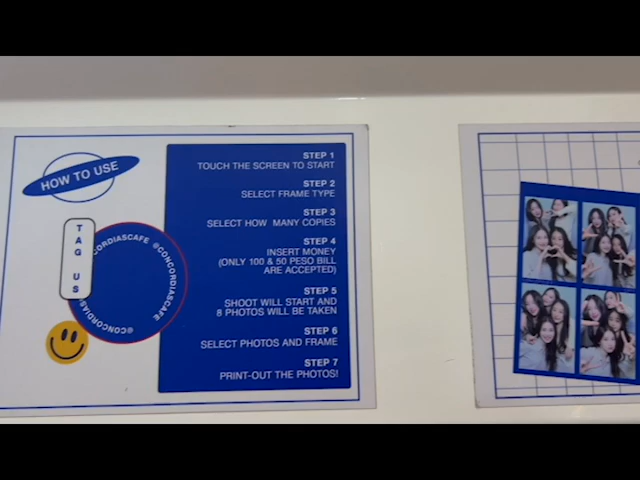 HOW TO USE
TAG US
@CONCORDIASCAFE @CONCORDIASCAFE
STEP 1
TOUCH THE SCREEN TO START
STEP 2
SELECT FRAME TYPE
STEP 3
SELECT HOW MANY COPIES
STEP 4
INSERT MONEY
(ONLY 100 & 50 PESO BILL
ARE ACCEPTED)
STEP 5
SHOOT WILL START AND
8 PHOTOS WILL BE TAKEN
STEP 6
SELECT PHOTOS AND FRAME
STEP 7
PRINT-OUT THE PHOTOS!